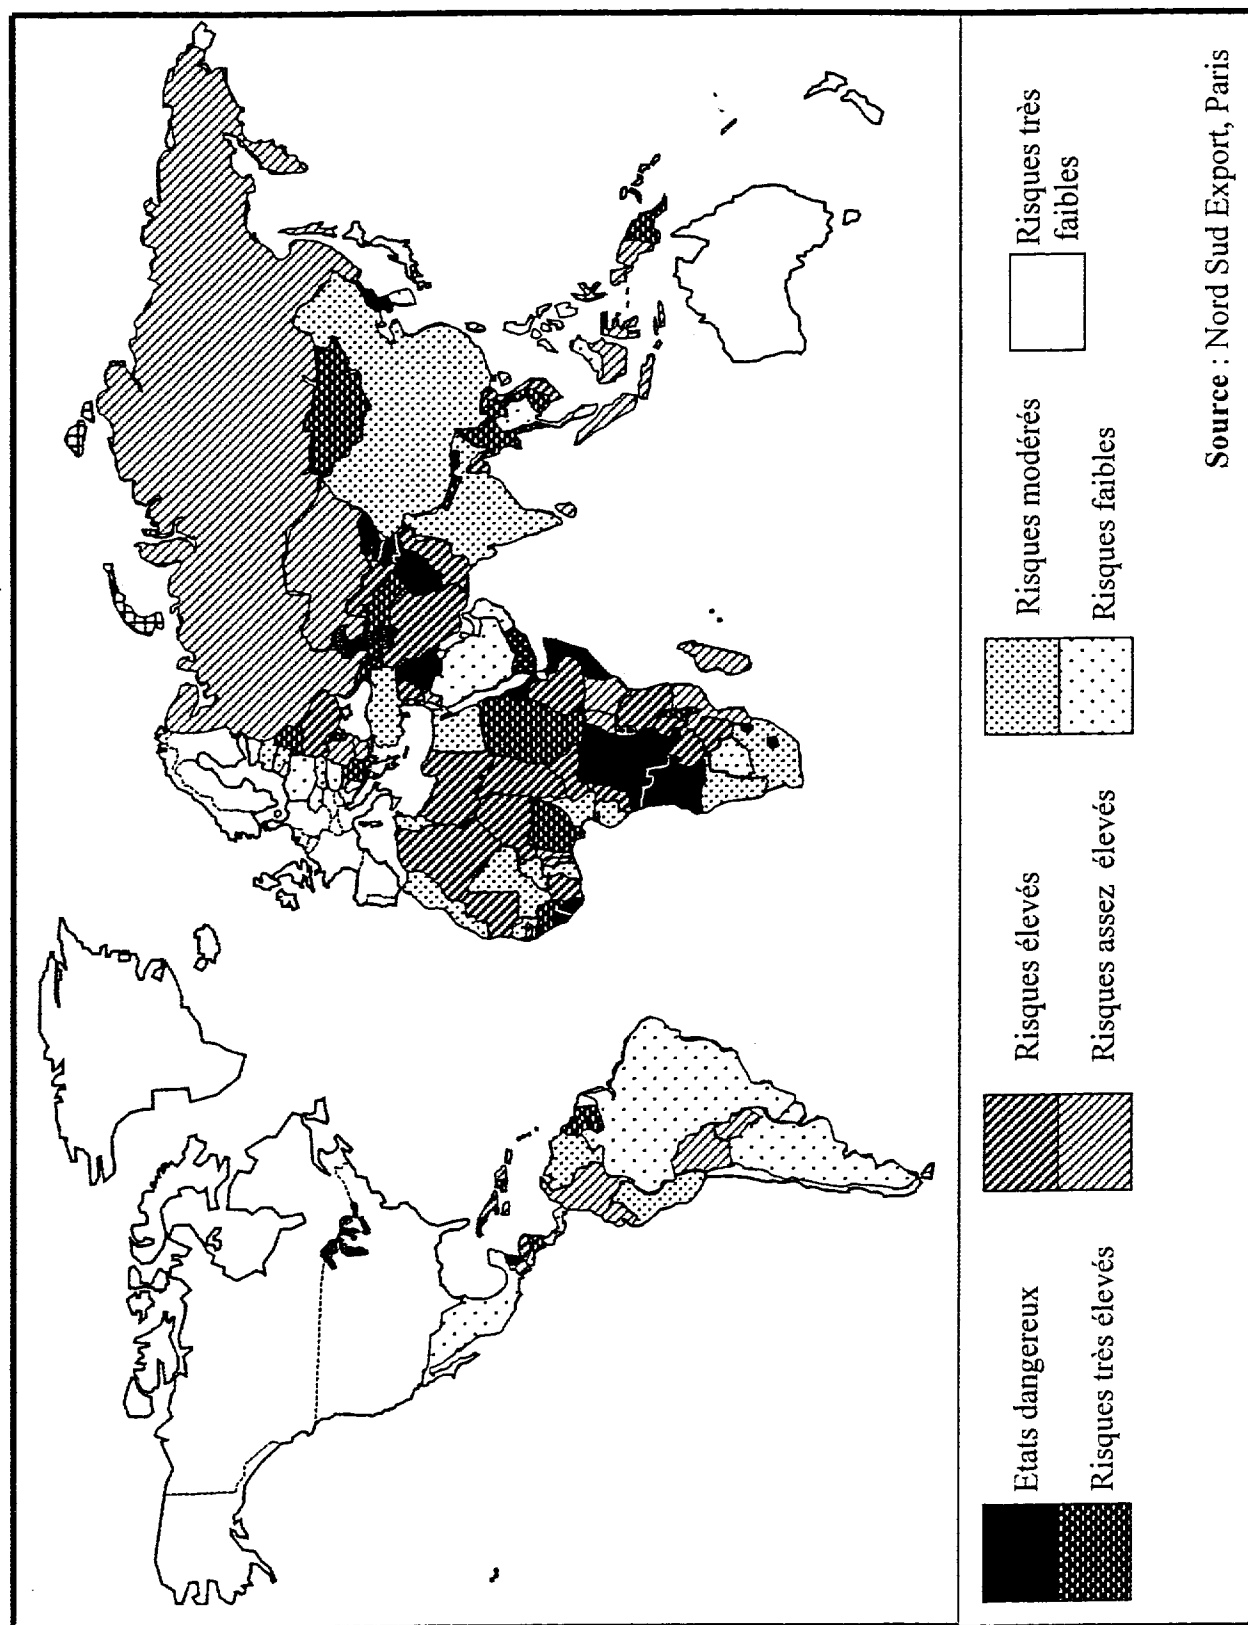 Etats dangereux
Risques très élevés
Risques élevés
Risques assez élevés
Risques modérés
Risques faibles
Risques très
faibles
Source : Nord Sud Export, Paris